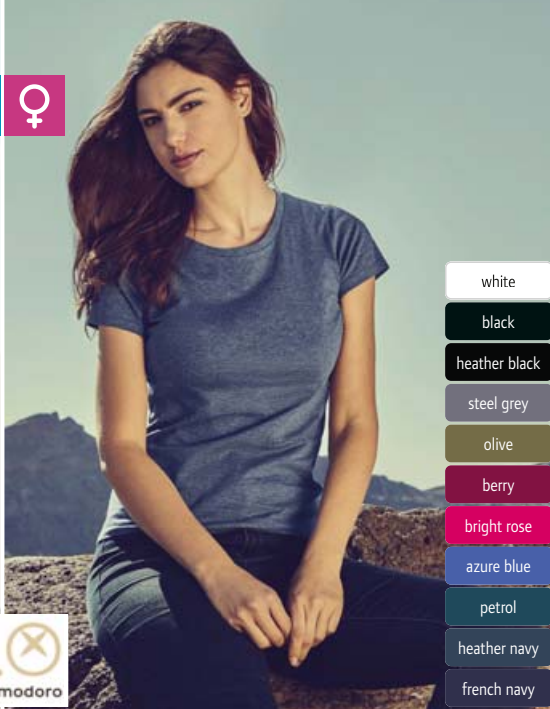 white
black
heather black
steel grey
olive
berry
bright rose
azure blue
petrol
heather navy
french navy
modoro